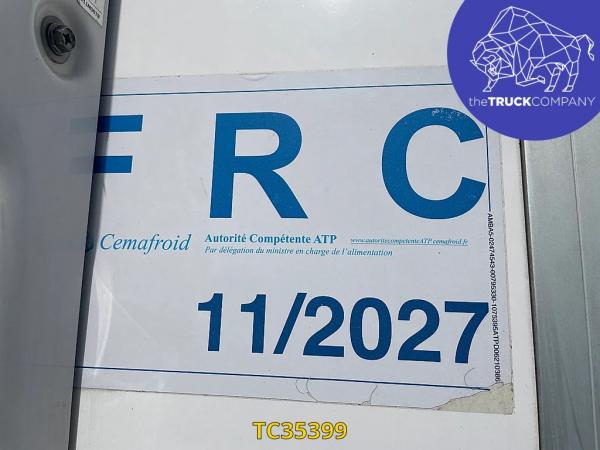 theTRUCKCOMPANY
F R C
Cemafroid
Autorité Compétente ATP
www.autoritecompetenteATP.cemafroid.fr
Par délégation du ministre en charge de l'alimentation
11/2027
TC35399